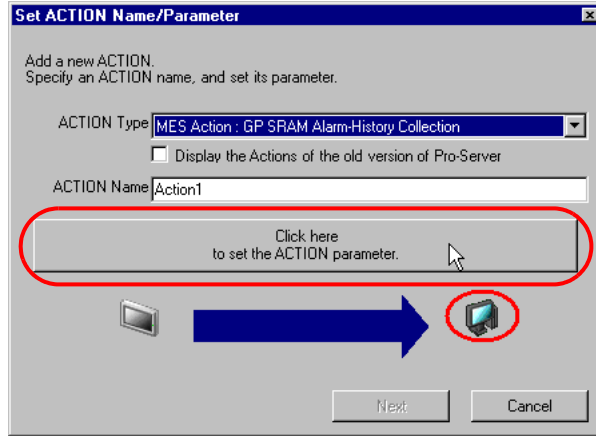 Set ACTION Name/Parameter
Add a new ACTION.
Specify an ACTION name, and set its parameter.
ACTION Type MES Action : GP SRAM Alarm-History Collection
Display the Actions of the old version of Pro-Server
ACTION Name Action1
Click here
to set the ACTION parameter.
Next
Cancel